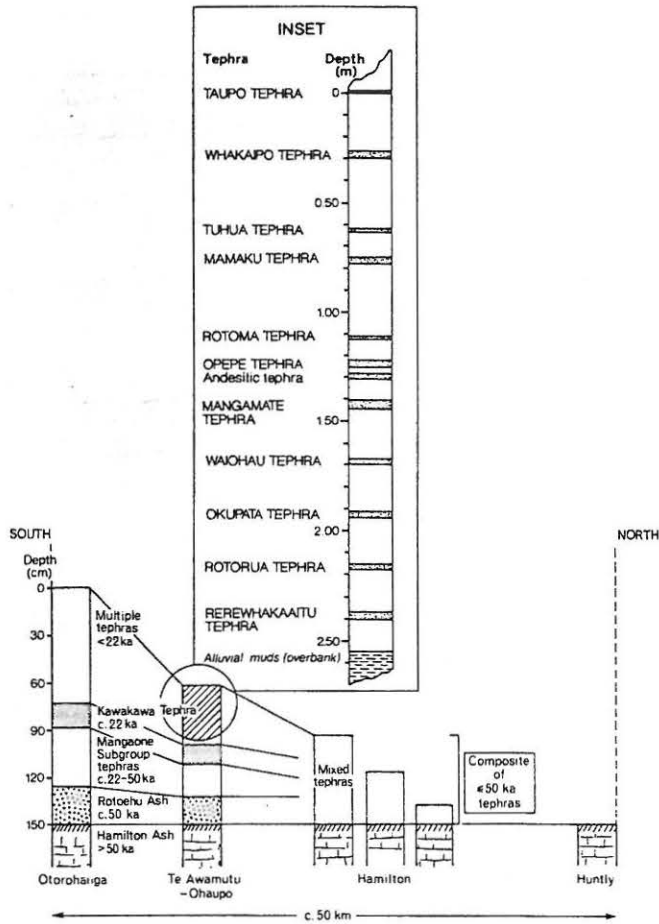 INSET
Tephra
Depth
(m)
TAUPO TEPHRA
0
WHAKAIPO TEPHRA
0.50
TUHUA TEPHRA
MAMAKU TEPHRA
1.00
ROTOMA TEPHRA
OPEPE TEPHRA
Andesitic tephra
MANGAMATE
TEPHRA
1.50
WAIOHAU TEPHRA
OKUPATA TEPHRA
2.00
ROTORUA TEPHRA
REREWHAKAAITU
TEPHRA
2.50
Alluvial muds (overbank)
SOUTH
NORTH
Depth
(cm)
0
30
60
90
120
150
Multiple
tephras
<22ka
Kawakawa Tephra
c.22ka
Mangaone
Subgroup
tephras
c.22-50 ka
Rotoehu Ash
c.50 ka
Hamilton Ash
>50 ka
Mixed
tephras
Composite
of
≤50 ka
tephras
Otorohanga
Te Awamutu
-Ohaupo
Hamilton
Huntly
c. 50 km